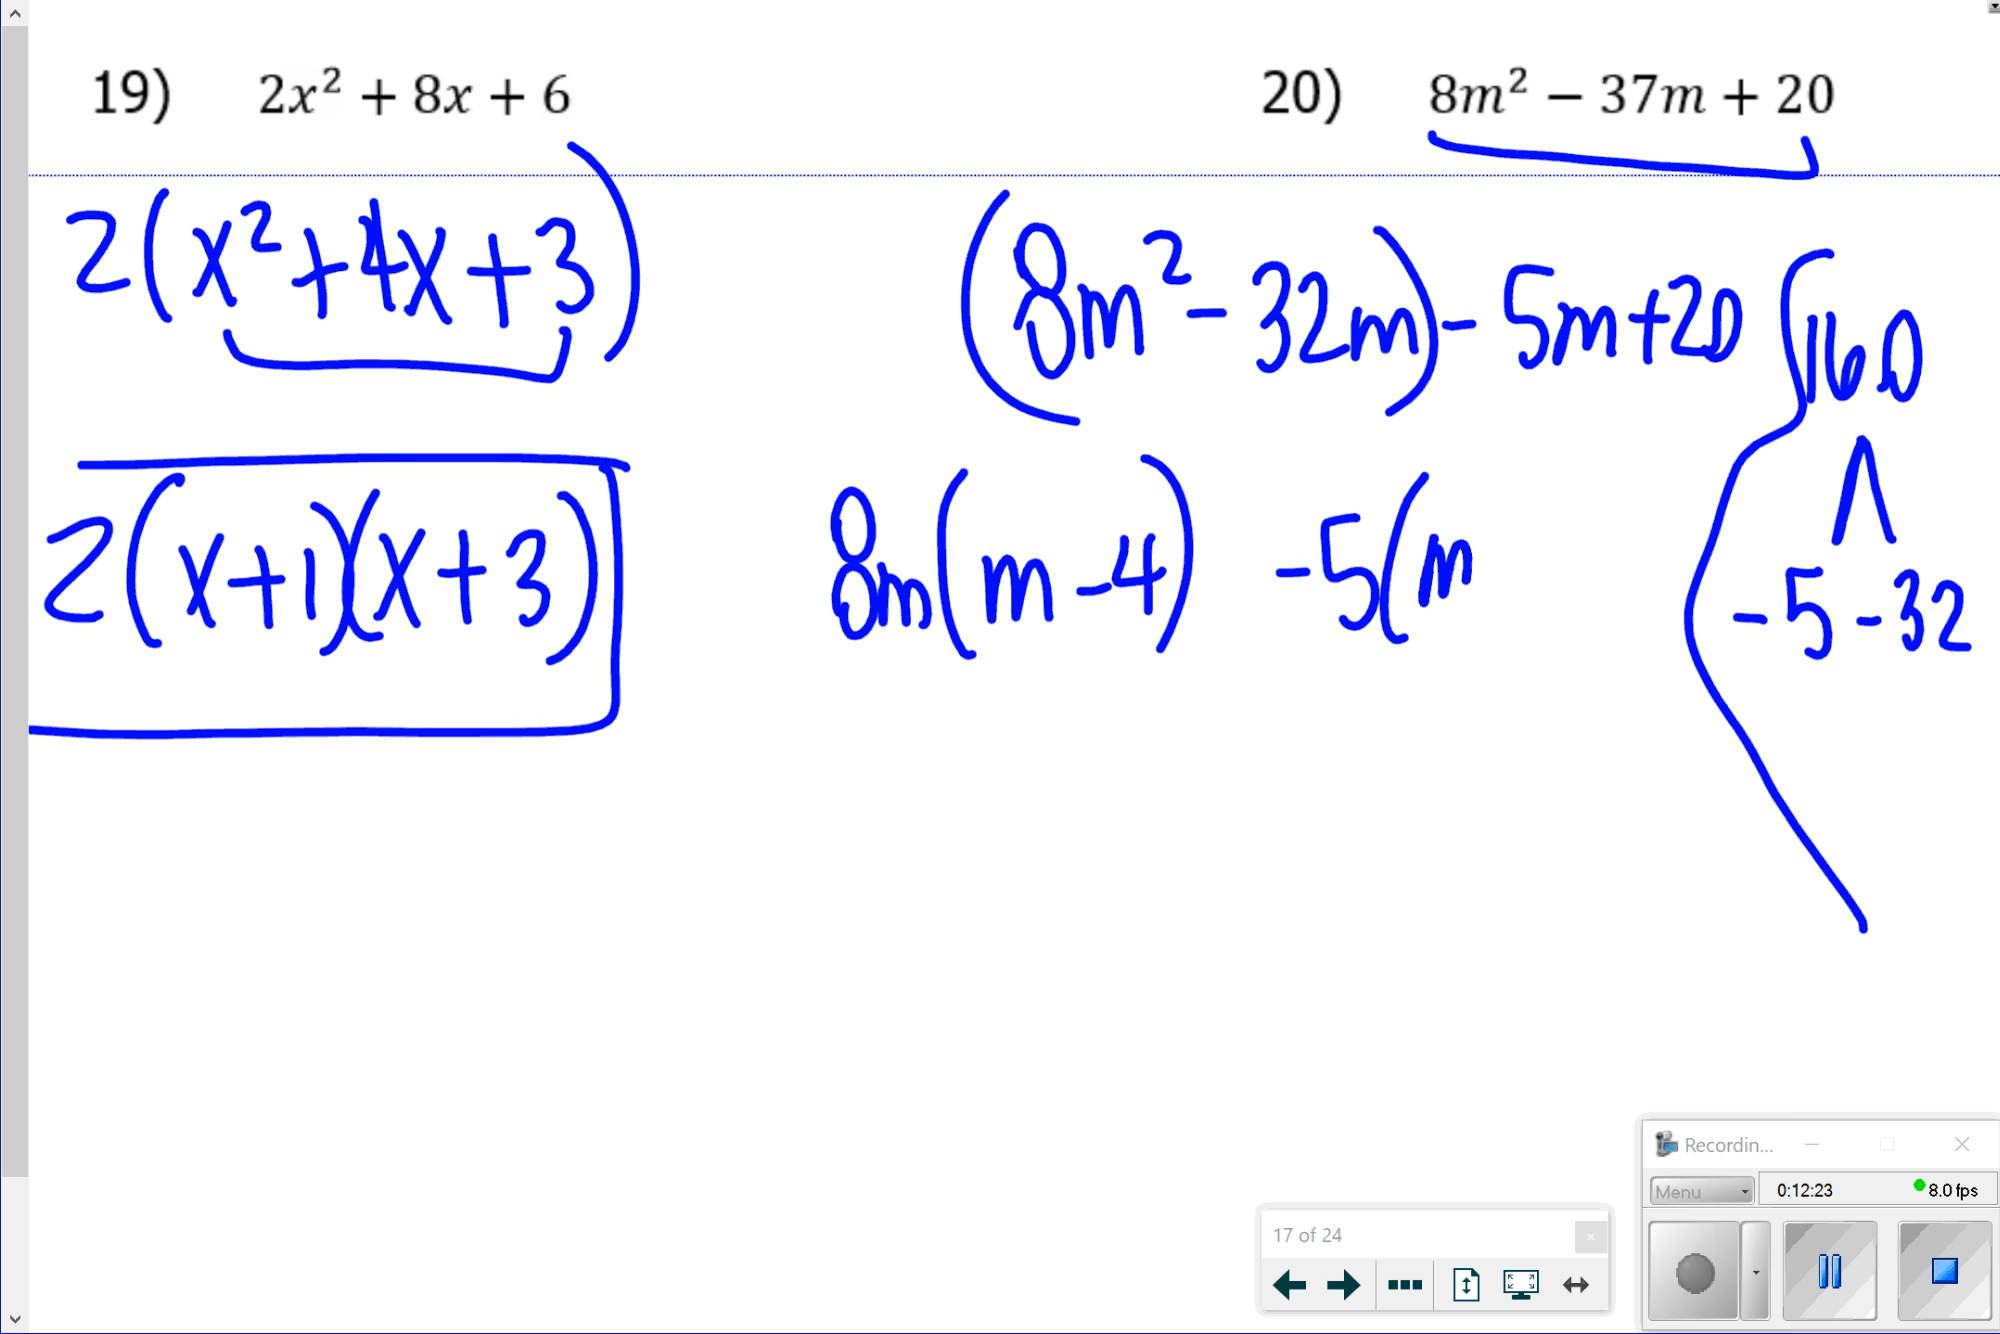 19) 2x² + 8x + 6
20) 8m² − 37m + 20
2(x²+4x+3)
(8m²-32m)-5m+20
160
2(x+1)(x+3)
8m(m-4) -5(m
-5 -32
Recordin...
Menu 0:12:23 8.0 fps
17 of 24